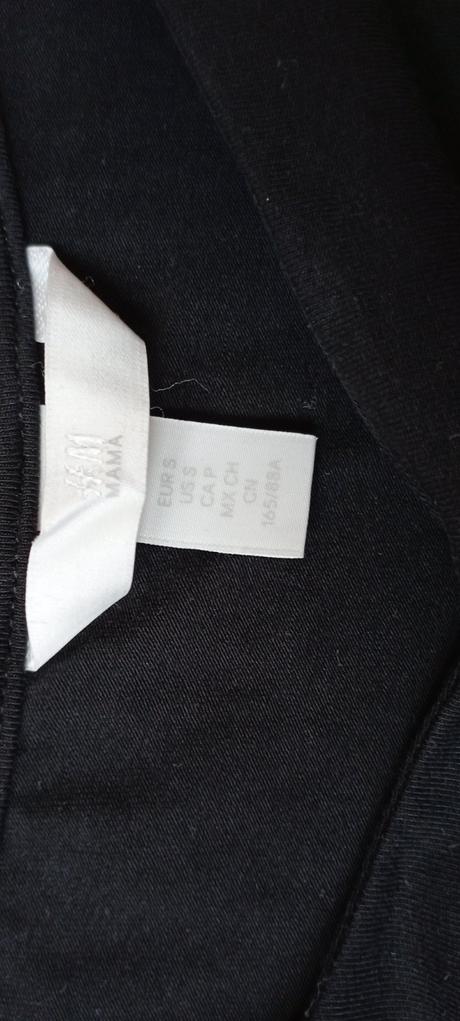 H&M
MAMA
EUR S
US S
CA P
MX CH
CN
165/88A